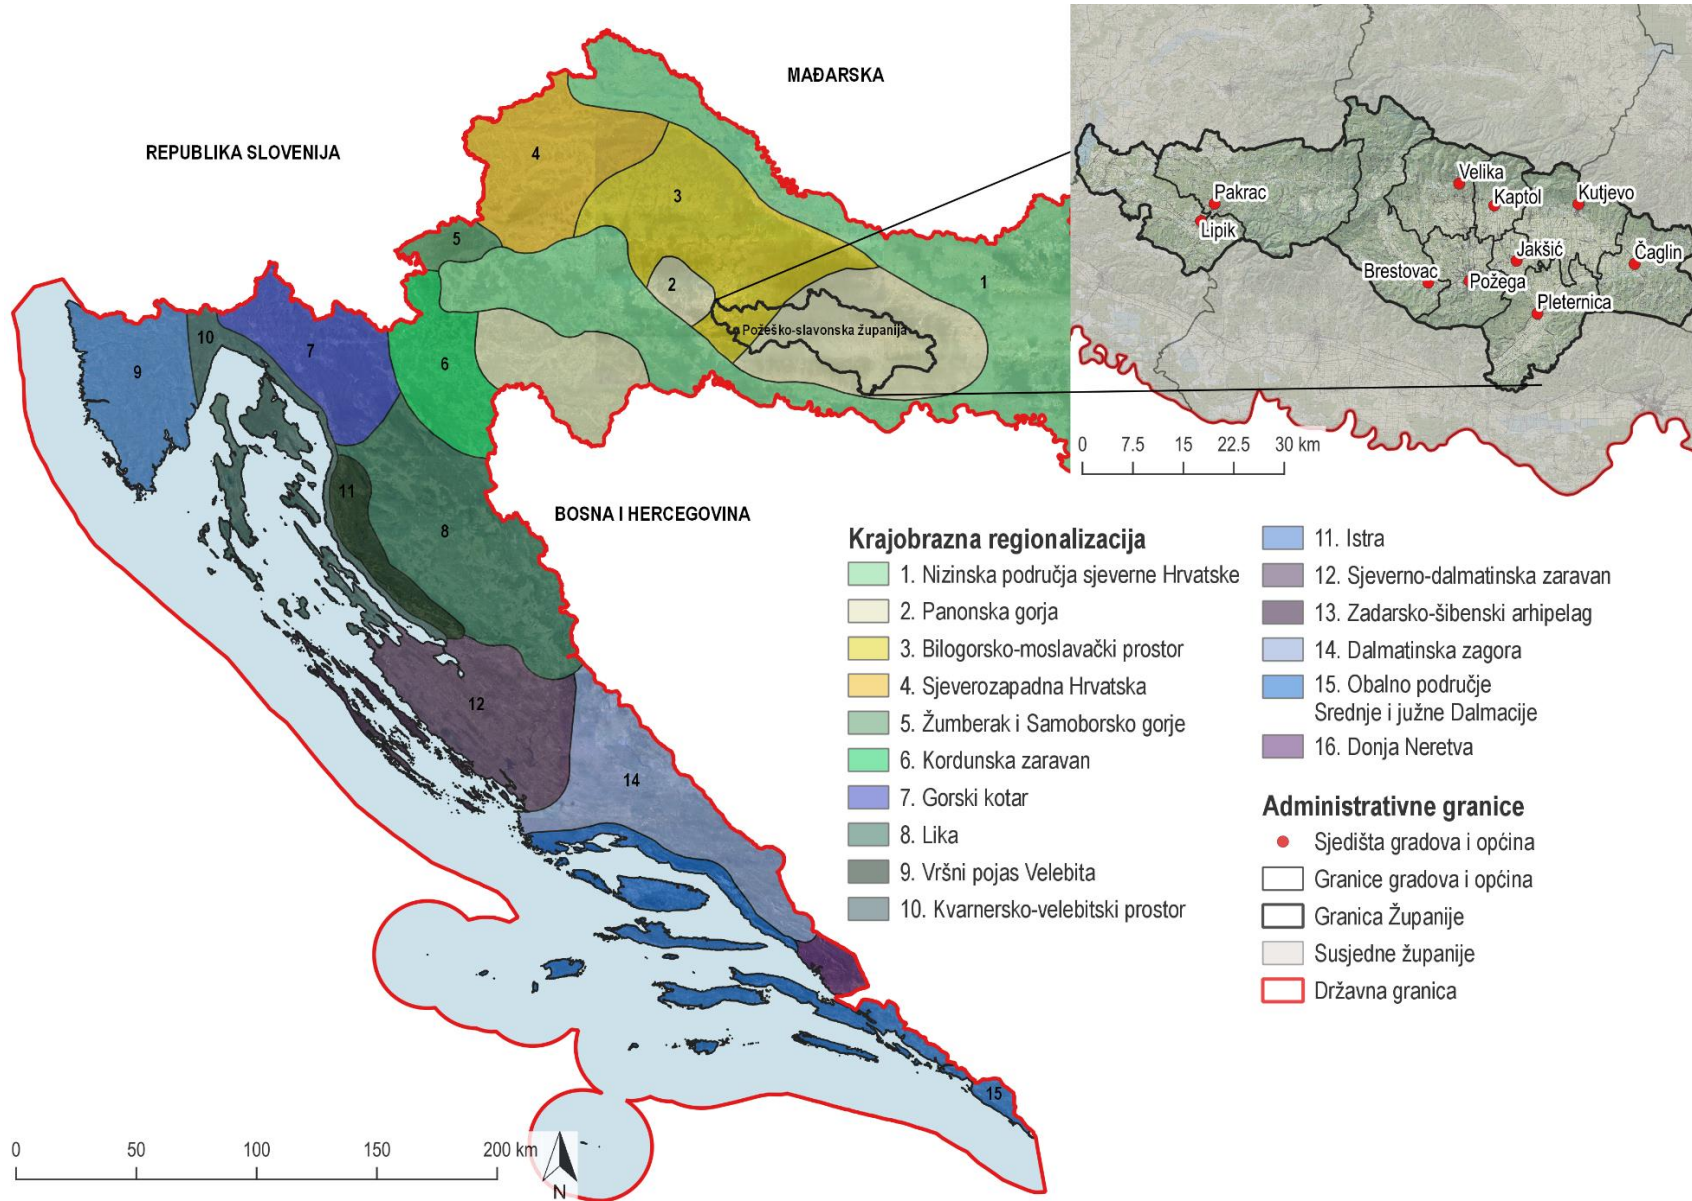 MAĐARSKA
REPUBLIKA SLOVENIJA
4
3
5
2
1
Požeško-slavonska županija
10
7
9
6
11
8
BOSNA I HERCEGOVINA
12
14
15
Velika
Pakrac
Kaptol
Kutjevo
Lipik
Jakšić
Čaglin
Brestovac
Požega
Pleternica
0 7.5 15 22.5 30 km
Krajobrazna regionalizacija
1. Nizinska područja sjeverne Hrvatske
2. Panonska gorja
3. Bilogorsko-moslavački prostor
4. Sjeverozapadna Hrvatska
5. Žumberak i Samoborsko gorje
6. Kordunska zaravan
7. Gorski kotar
8. Lika
9. Vršni pojas Velebita
10. Kvarnersko-velebitski prostor
11. Istra
12. Sjeverno-dalmatinska zaravan
13. Zadarsko-šibenski arhipelag
14. Dalmatinska zagora
15. Obalno područje
Srednje i južne Dalmacije
16. Donja Neretva
Administrativne granice
Sjedišta gradova i općina
Granice gradova i općina
Granica Županije
Susjedne županije
Državna granica
0 50 100 150 200 km
N